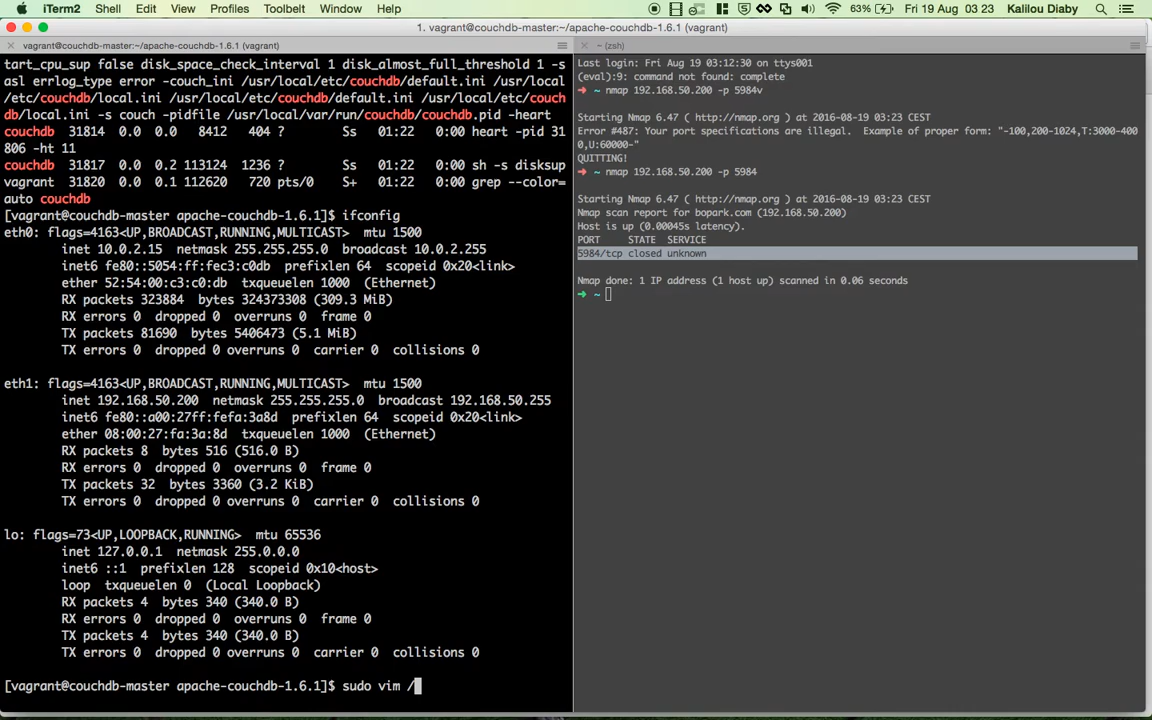 iTerm2 Shell Edit View Profiles Toolbelt Window Help 63% Fri 19 Aug 03 23 Kalilou Diaby
1. vagrant@couchdb-master:~/apache-couchdb-1.6.1 (vagrant)
vagrant@couchdb-master:~/apache-couchdb-1.6.1 (vagrant)
tart_cpu_sup false disk_space_check_interval 1 disk_almost_full_threshold 1 -s
asl errlog_type error -couch_ini /usr/local/etc/couchdb/default.ini /usr/local
/etc/couchdb/local.ini /usr/local/etc/couchdb/default.ini /usr/local/etc/couch
db/local.ini -s couch -pidfile /usr/local/var/run/couchdb/couchdb.pid -heart
couchdb 31814 0.0 0.0 8412 404 ? Ss 01:22 0:00 heart -pid 31
806 -ht 11
couchdb 31817 0.0 0.2 113124 1236 ? Ss 01:22 0:00 sh -s disksup
vagrant 31820 0.0 0.1 112620 720 pts/0 S+ 01:22 0:00 grep --color=
auto couchdb
[vagrant@couchdb-master apache-couchdb-1.6.1]$ ifconfig
eth0: flags=4163<UP,BROADCAST,RUNNING,MULTICAST> mtu 1500
inet 10.0.2.15 netmask 255.255.255.0 broadcast 10.0.2.255
inet6 fe80::5054:ff:fec3:c0db prefixlen 64 scopeid 0x20<link>
ether 52:54:00:c3:c0:db txqueuelen 1000 (Ethernet)
RX packets 323884 bytes 324373308 (309.3 MiB)
RX errors 0 dropped 0 overruns 0 frame 0
TX packets 81690 bytes 5406473 (5.1 MiB)
TX errors 0 dropped 0 overruns 0 carrier 0 collisions 0
eth1: flags=4163<UP,BROADCAST,RUNNING,MULTICAST> mtu 1500
inet 192.168.50.200 netmask 255.255.255.0 broadcast 192.168.50.255
inet6 fe80::a00:27ff:fefa:3a8d prefixlen 64 scopeid 0x20<link>
ether 08:00:27:fa:3a:8d txqueuelen 1000 (Ethernet)
RX packets 8 bytes 516 (516.0 B)
RX errors 0 dropped 0 overruns 0 frame 0
TX packets 32 bytes 3360 (3.2 KiB)
TX errors 0 dropped 0 overruns 0 carrier 0 collisions 0
lo: flags=73<UP,LOOPBACK,RUNNING> mtu 65536
inet 127.0.0.1 netmask 255.0.0.0
inet6 ::1 prefixlen 128 scopeid 0x10<host>
loop txqueuelen 0 (Local Loopback)
RX packets 4 bytes 340 (340.0 B)
RX errors 0 dropped 0 overruns 0 frame 0
TX packets 4 bytes 340 (340.0 B)
TX errors 0 dropped 0 overruns 0 carrier 0 collisions 0
[vagrant@couchdb-master apache-couchdb-1.6.1]$ sudo vim /
~ (zsh)
Last login: Fri Aug 19 03:12:30 on ttys001
(eval):9: command not found: complete
➜ ~ nmap 192.168.50.200 -p 5984v
Starting Nmap 6.47 ( http://nmap.org ) at 2016-08-19 03:23 CEST
Error #487: Your port specifications are illegal. Example of proper form: "-100,200-1024,T:3000-400
0,U:60000-"
QUITTING!
➜ ~ nmap 192.168.50.200 -p 5984
Starting Nmap 6.47 ( http://nmap.org ) at 2016-08-19 03:23 CEST
Nmap scan report for bopark.com (192.168.50.200)
Host is up (0.00045s latency).
PORT STATE SERVICE
5984/tcp closed unknown
Nmap done: 1 IP address (1 host up) scanned in 0.06 seconds
➜ ~